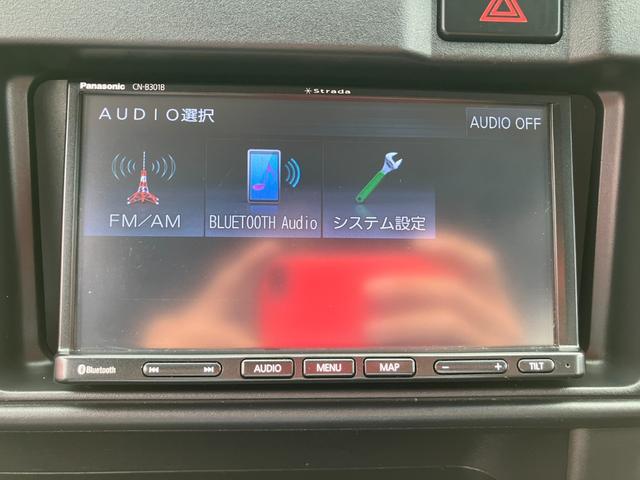 Panasonic CN-B301B
Strada
AUDIO選択
AUDIO OFF
FM/AM
BLUETOOTH Audio
システム設定
Bluetooth
AUDIO
MENU
MAP
TILT